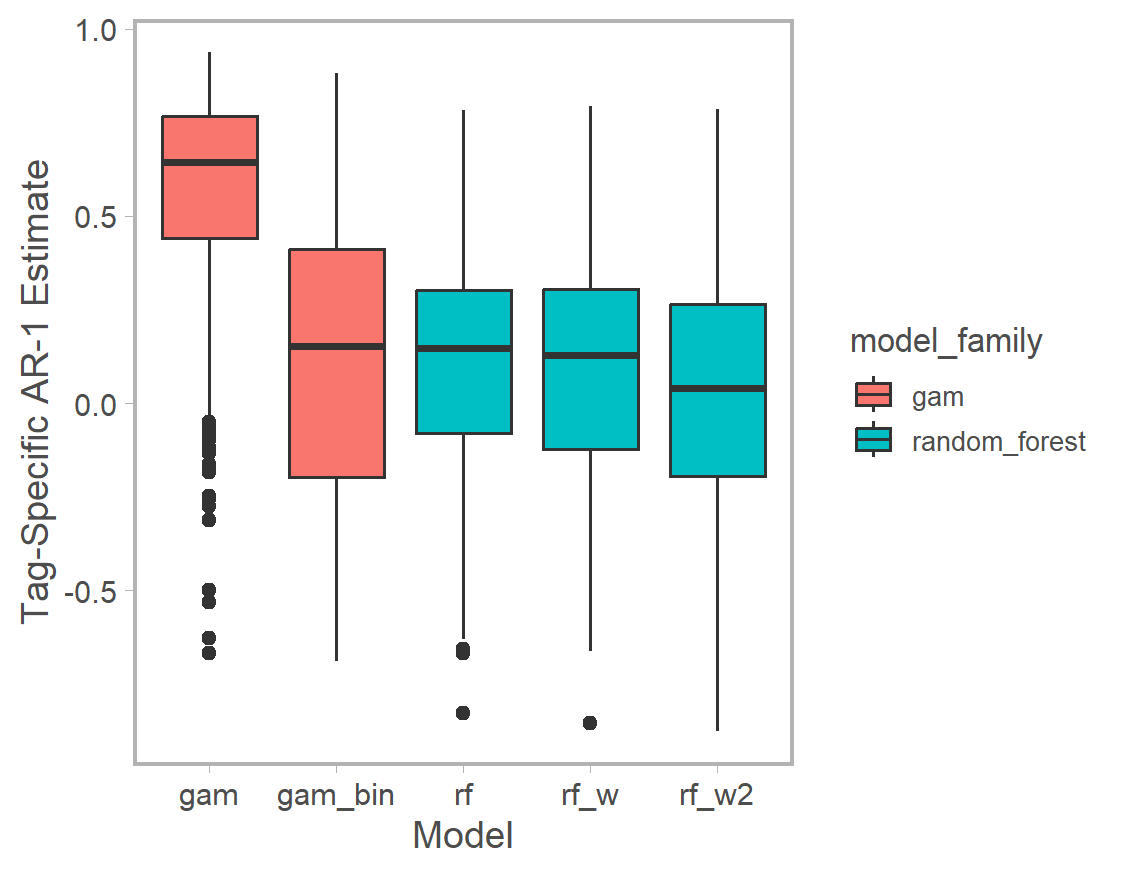 Tag-Specific AR-1 Estimate
1.0
0.5
0.0
-0.5
gam gam_bin rf rf_w rf_w2
Model
model_family
gam
random_forest